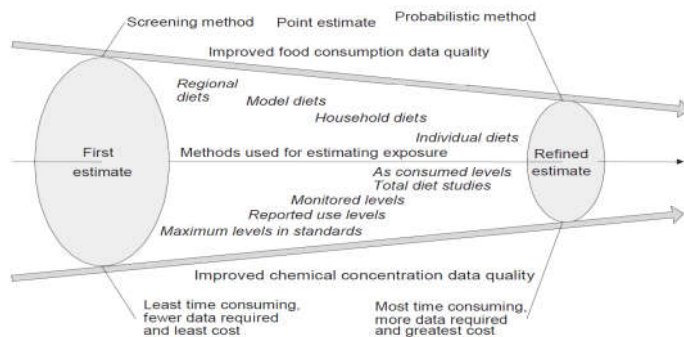 Screening method
Point estimate
Probabilistic method
Improved food consumption data quality
Regional
diets
Model diets
Household diets
Individual diets
First
estimate
Methods used for estimating exposure
Refined
estimate
As consumed levels
Total diet studies
Monitored levels
Reported use levels
Maximum levels in standards
Improved chemical concentration data quality
Least time consuming,
fewer data required
and least cost
Most time consuming,
more data required
and greatest cost